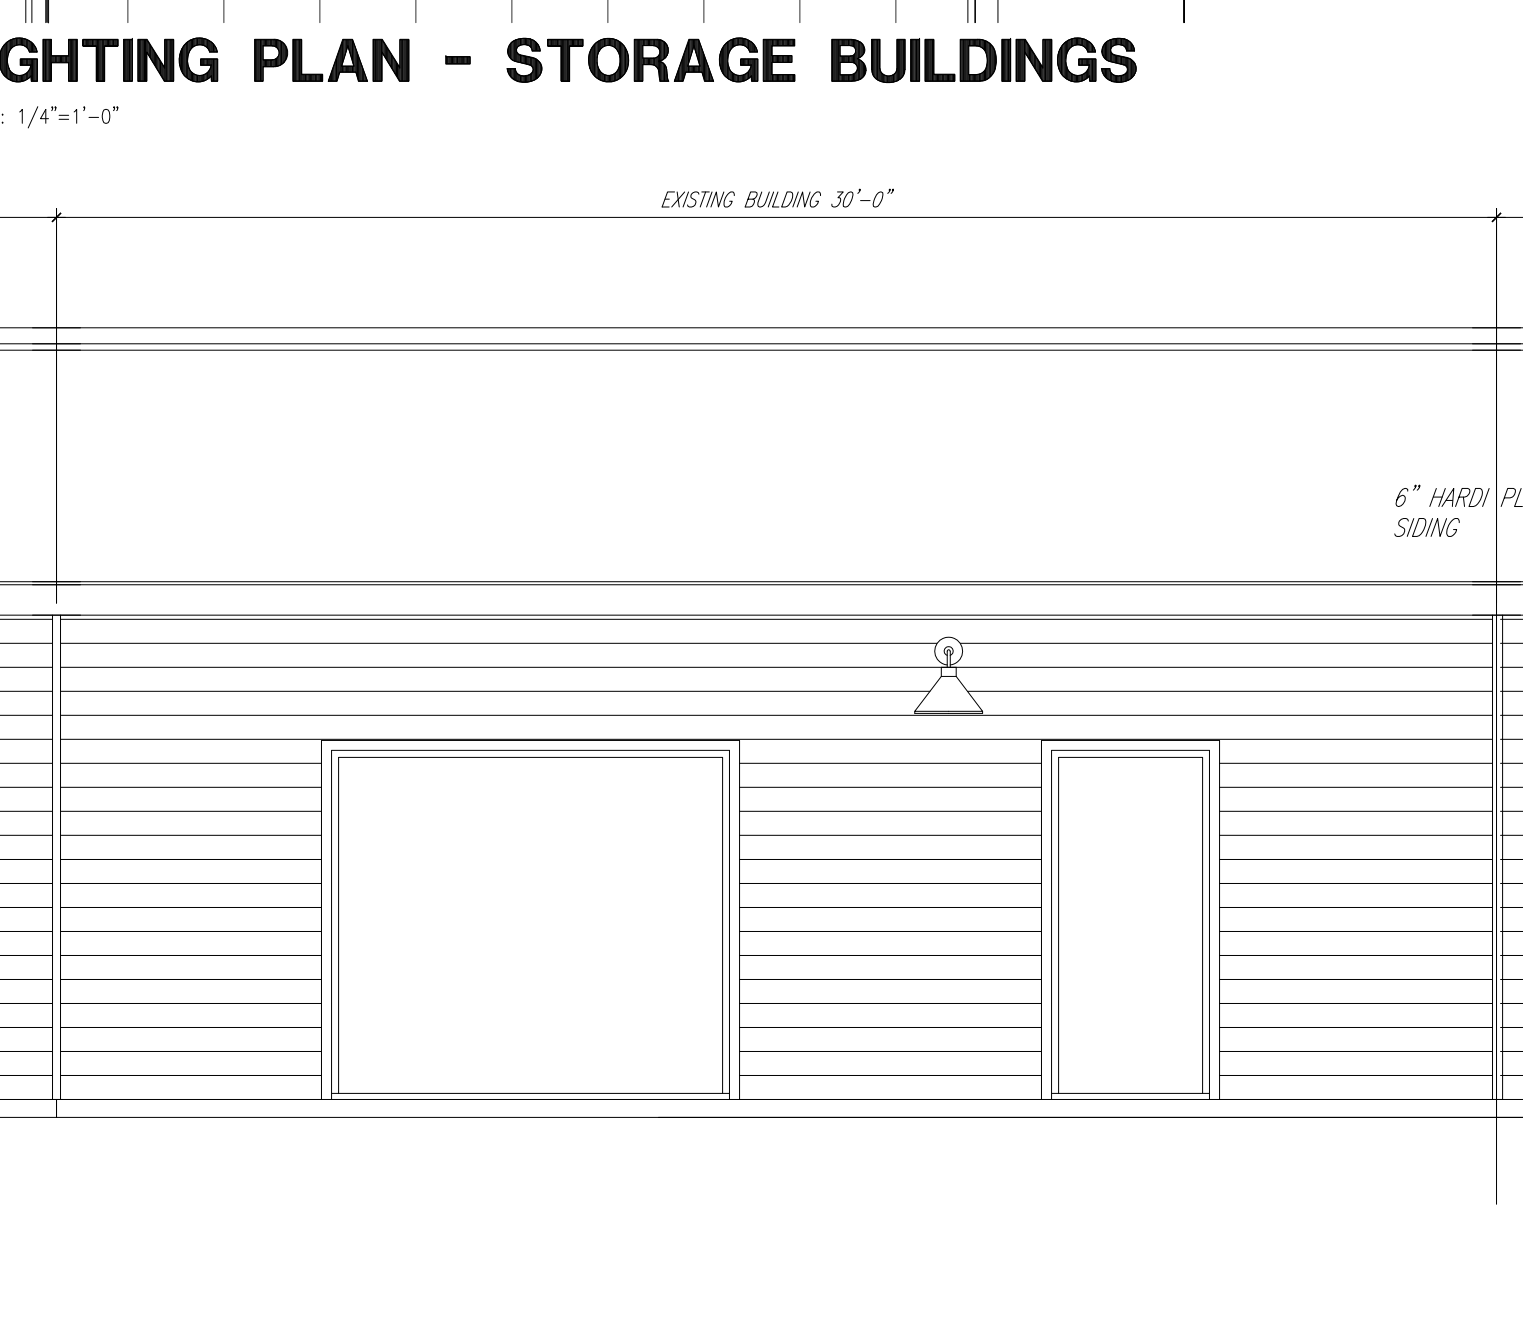 GHTING PLAN - STORAGE BUILDINGS
: 1/4"=1'-0"
EXISTING BUILDING 30'-0"
6" HARDI PL
SIDING